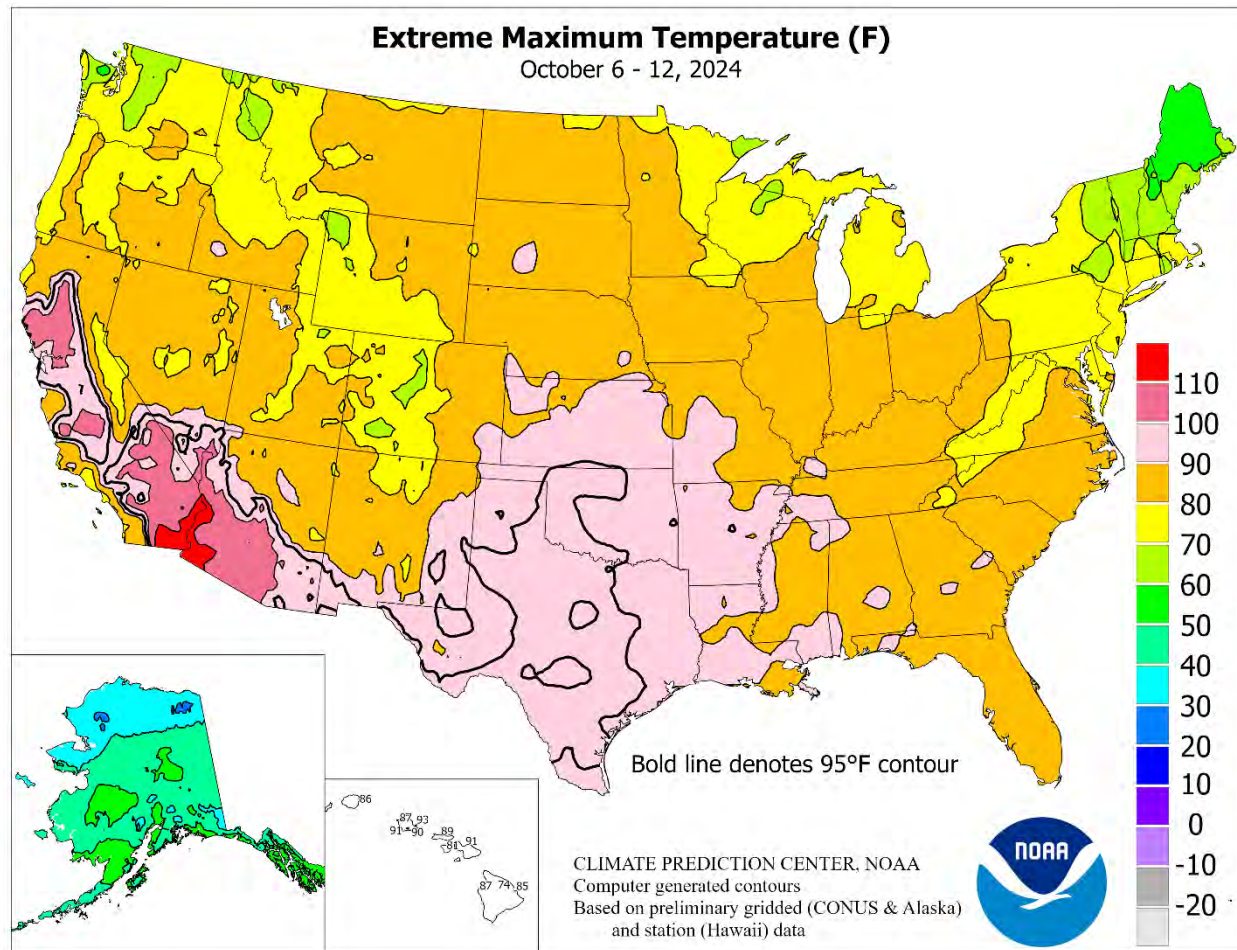 Extreme Maximum Temperature (F)
October 6 - 12, 2024
110
100
90
80
70
60
50
40
30
20
10
0
-10
-20
Bold line denotes 95°F contour
86
87 93
91 90
89
81 91
87 74 85
CLIMATE PREDICTION CENTER, NOAA
Computer generated contours
Based on preliminary gridded (CONUS & Alaska)
and station (Hawaii) data
NOAA